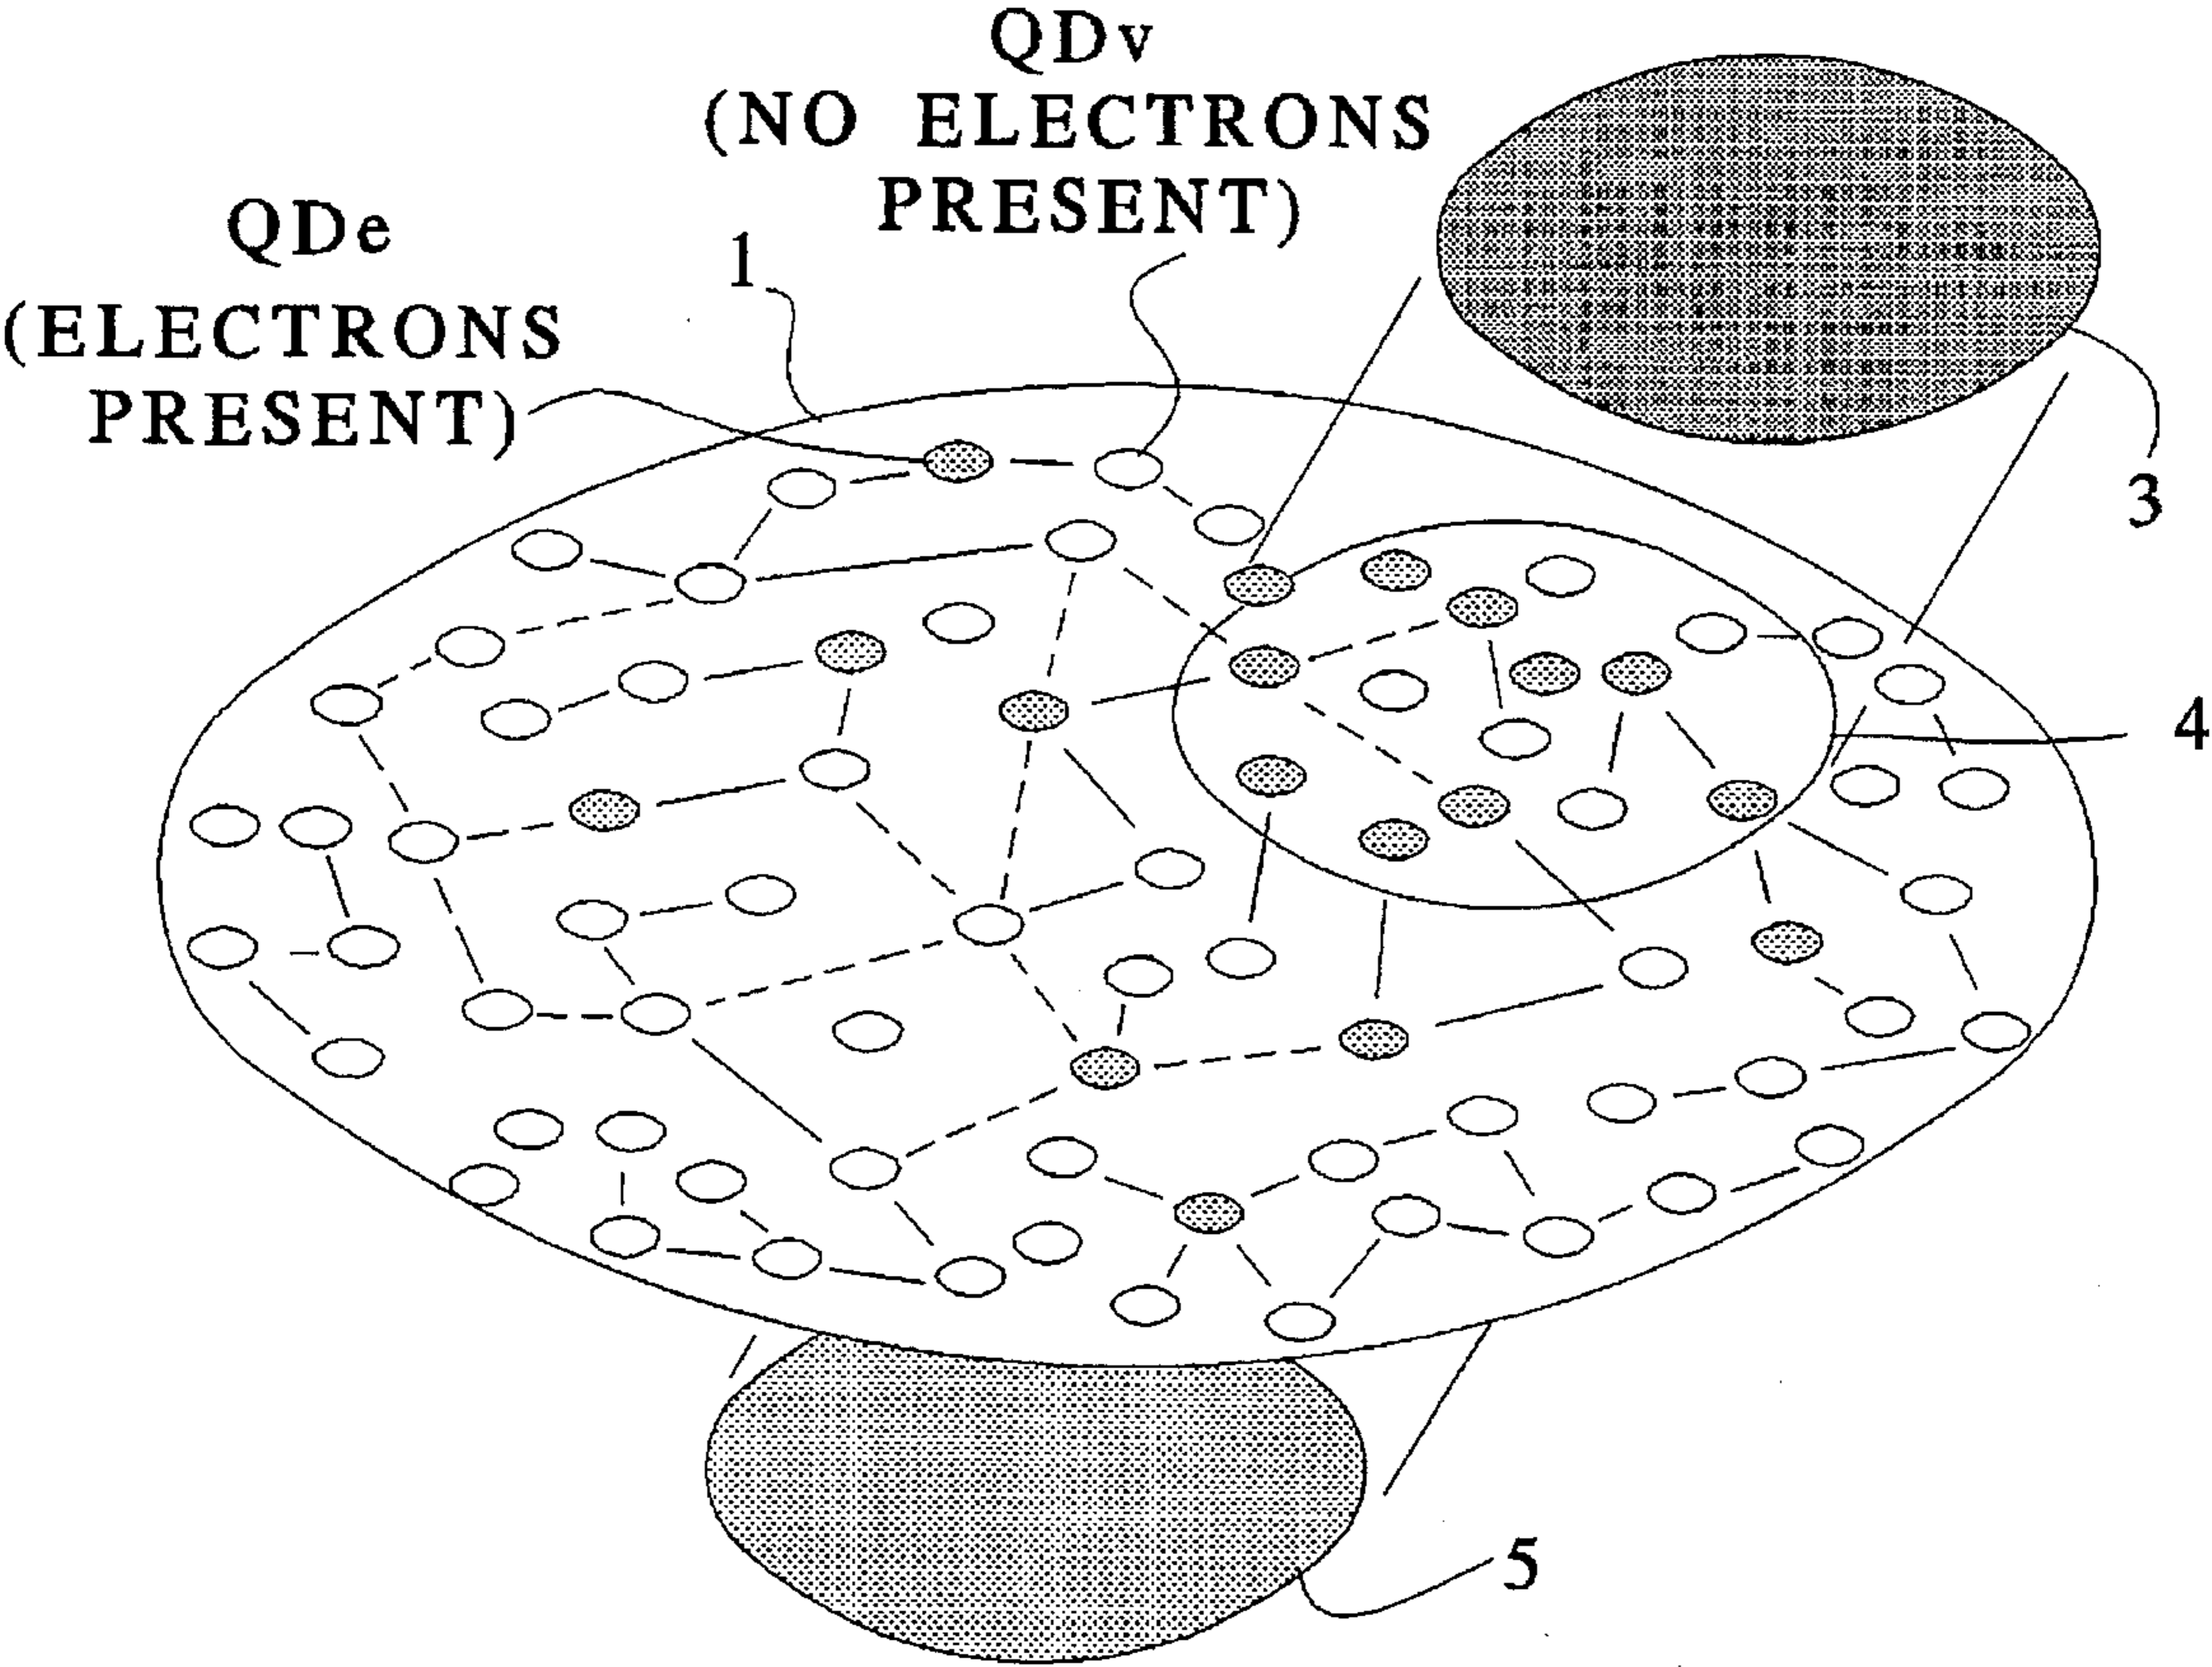 QDv
(NO ELECTRONS
PRESENT)
QDe
(ELECTRONS
PRESENT)
1
3
4
5